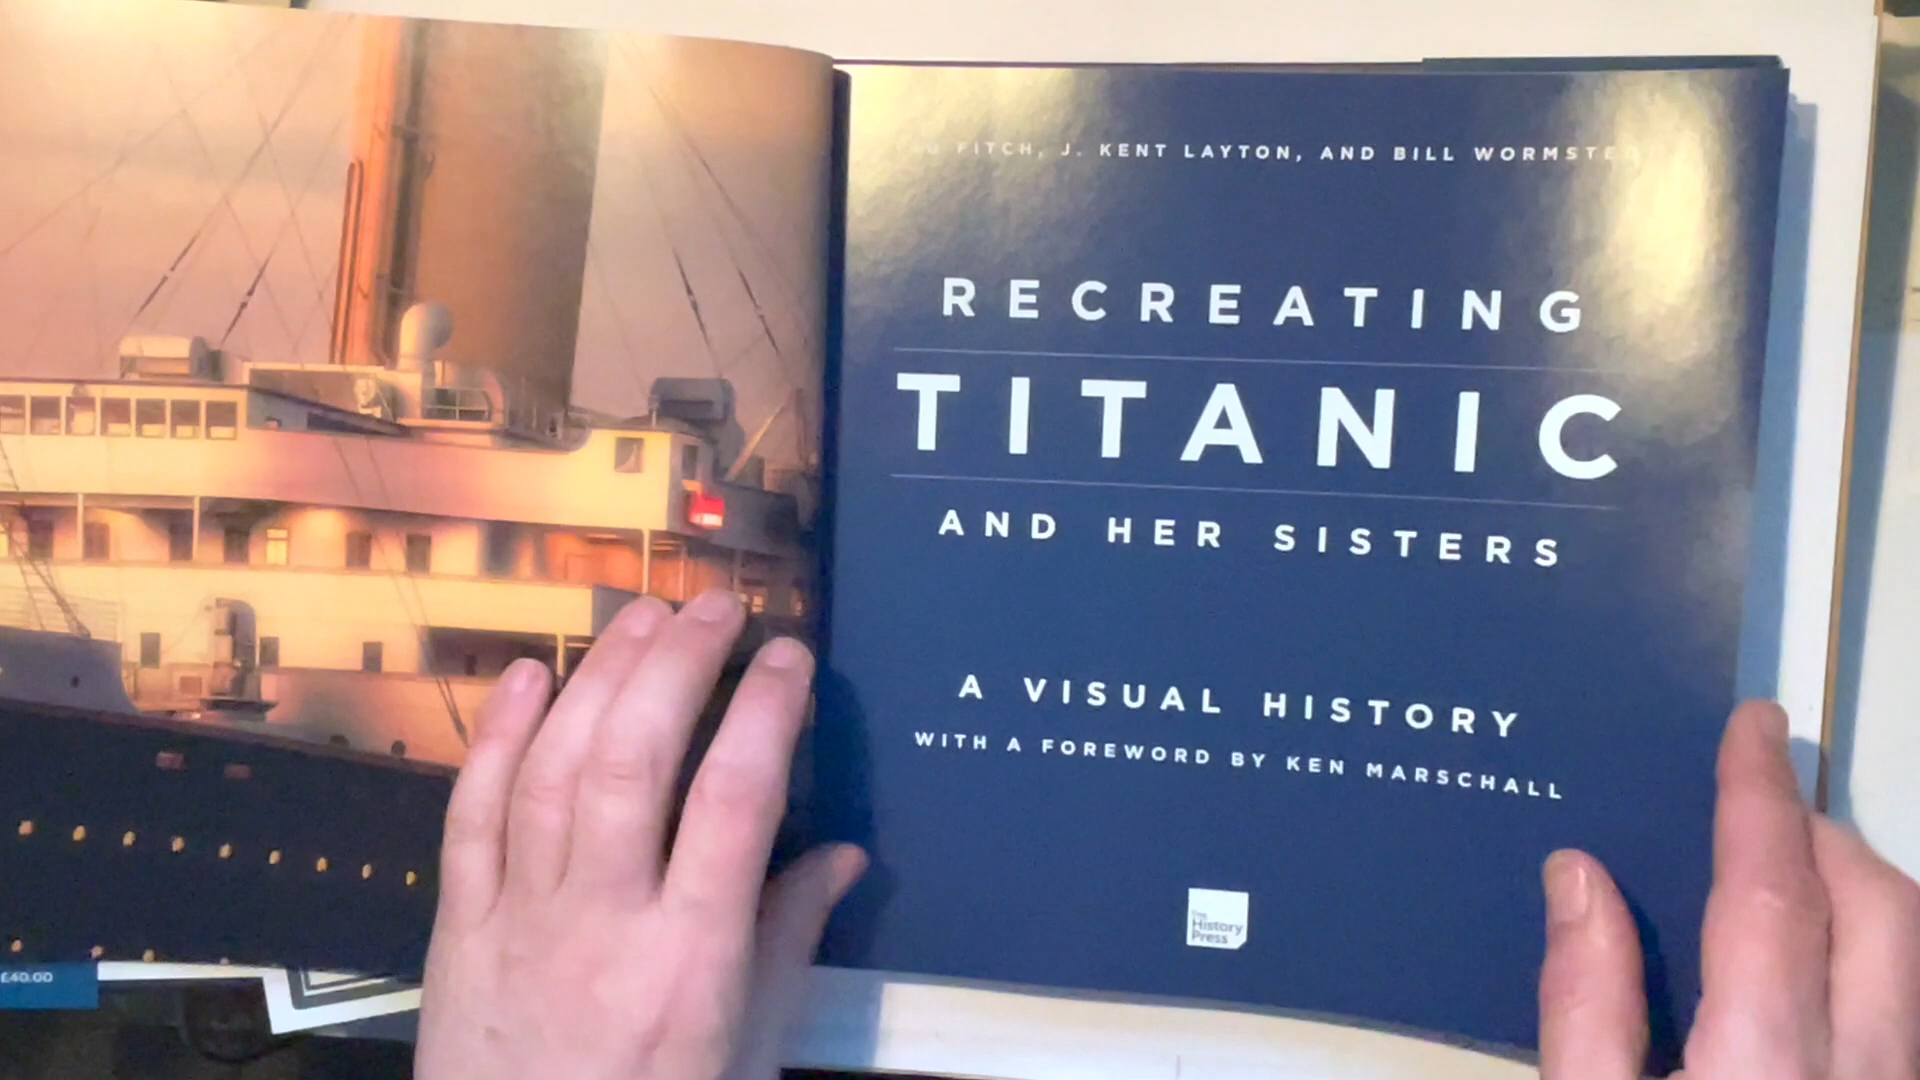 FITCH, J. KENT LAYTON, AND BILL
RECREATING
TITANIC
AND HER SISTERS
A VISUAL HISTORY
WITH A FOREWORD BY KEN MARSCHALL
The
History
Press
£40.00